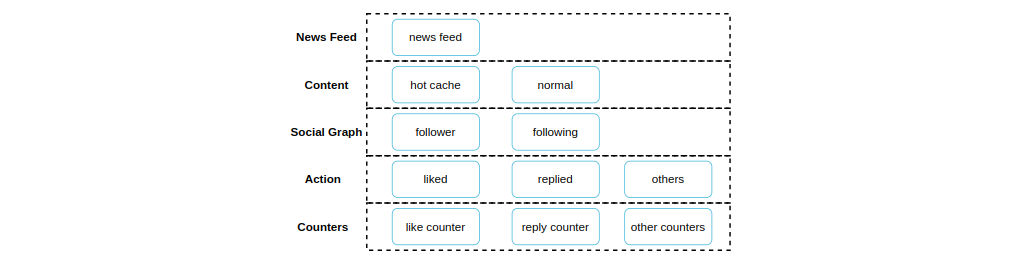 News Feed news feed
Content hot cache normal
Social Graph follower following
Action liked replied others
Counters like counter reply counter other counters